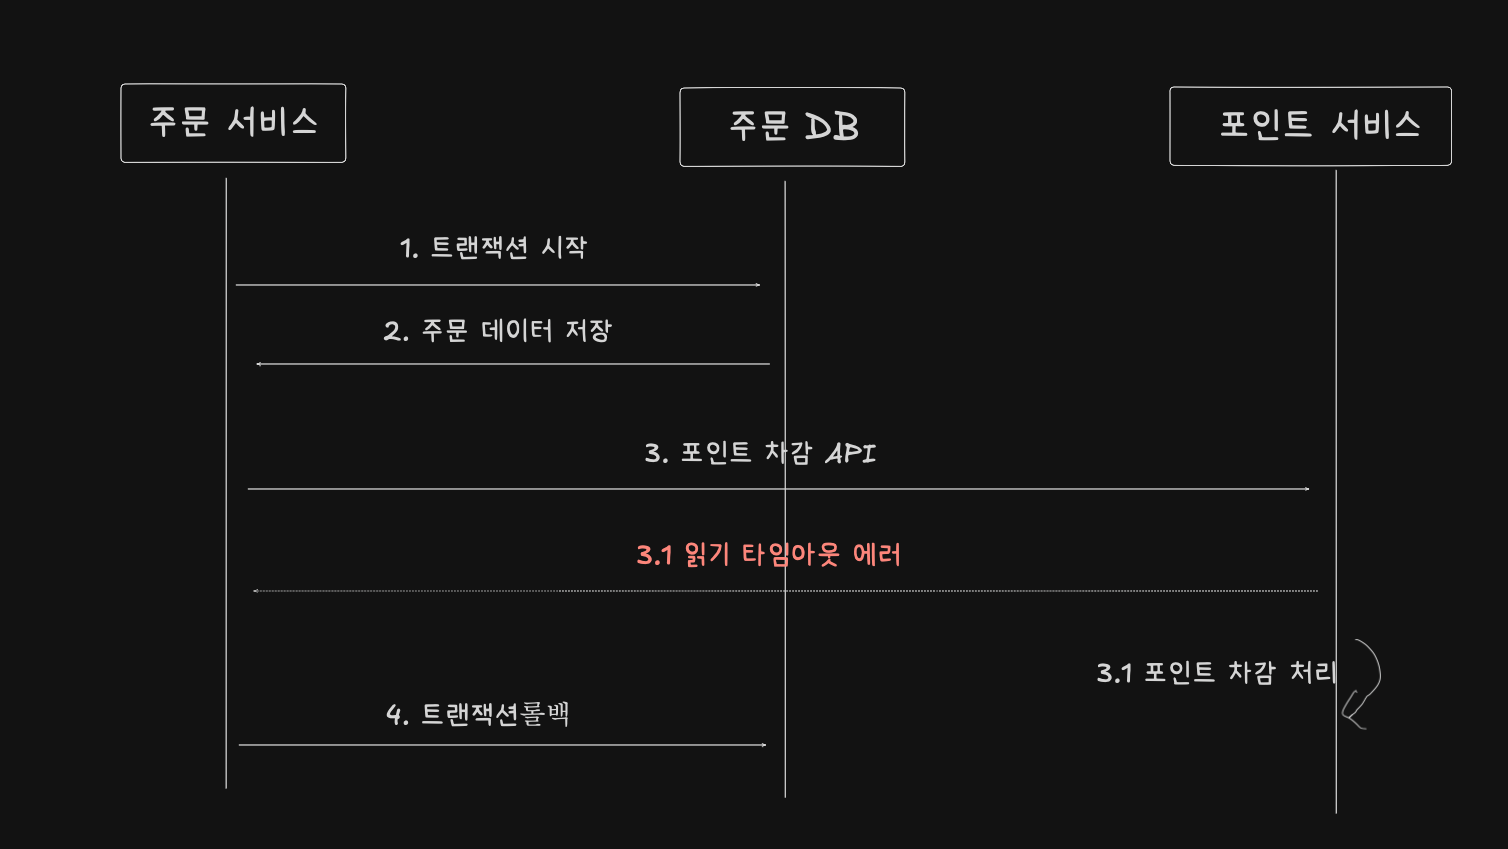 주문 서비스
주문 DB
포인트 서비스
1. 트랜잭션 시작
2. 주문 데이터 저장
3. 포인트 차감 API
3.1 읽기 타임아웃 에러
3.1 포인트 차감 처리
4. 트랜잭션롤백